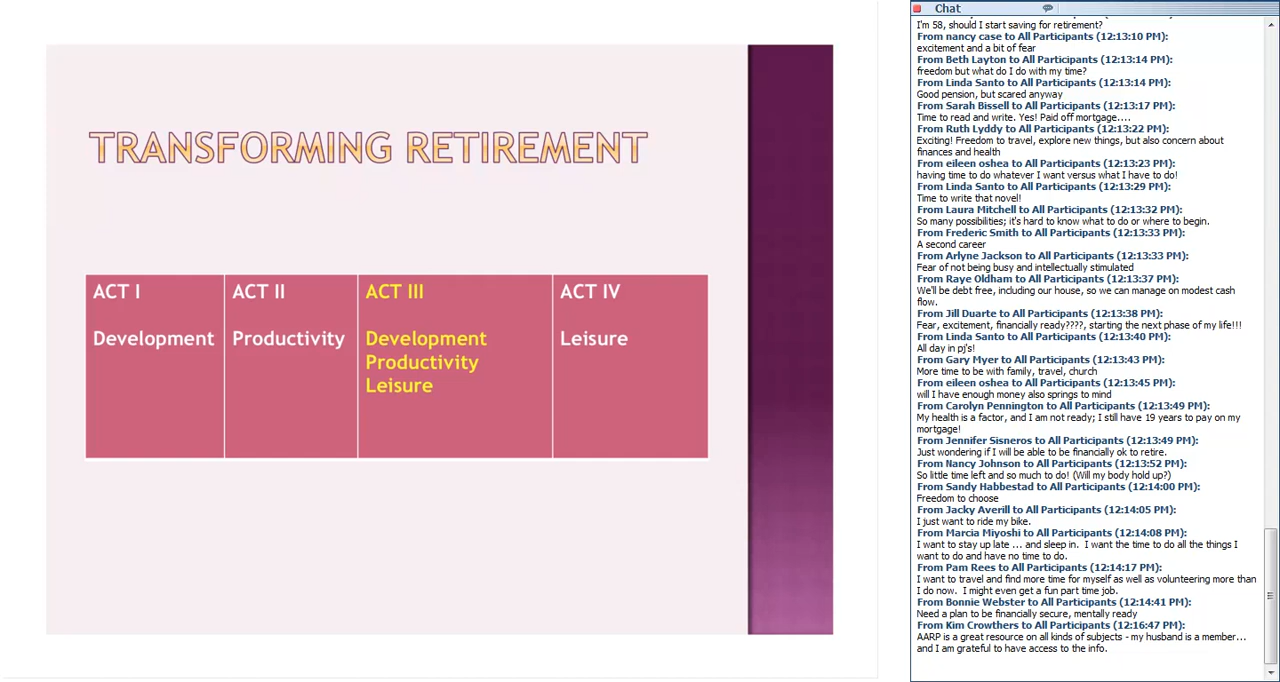 TRANSFORMING RETIREMENT
ACT I
Development
ACT II
Productivity
ACT III
Development
Productivity
Leisure
ACT IV
Leisure
Chat
I'm 58, should I start saving for retirement?
From nancy case to All Participants (12:13:10 PM):
excitement and a bit of fear
From Beth Layton to All Participants (12:13:14 PM):
freedom but what do I do with my time?
From Linda Santo to All Participants (12:13:14 PM):
Good pension, but scared anyway
From Sarah Bissell to All Participants (12:13:17 PM):
Time to read and write. Yes! Paid off mortgage....
From Ruth Lyddy to All Participants (12:13:22 PM):
Exciting! Freedom to travel, explore new things, but also concern about
finances and health
From eileen oshea to All Participants (12:13:23 PM):
having time to do whatever I want versus what I have to do!
From Linda Santo to All Participants (12:13:29 PM):
Time to write that novel!
From Laura Mitchell to All Participants (12:13:32 PM):
So many possibilities; it's hard to know what to do or where to begin.
From Frederic Smith to All Participants (12:13:33 PM):
A second career
From Arlyne Jackson to All Participants (12:13:33 PM):
Fear of not being busy and intellectually stimulated
From Raye Oldham to All Participants (12:13:37 PM):
We'll be debt free, including our house, so we can manage on modest cash
flow.
From Jill Duarte to All Participants (12:13:38 PM):
Fear, excitement, financially ready????, starting the next phase of my life!!!
From Linda Santo to All Participants (12:13:40 PM):
All day in pj's!
From Gary Myer to All Participants (12:13:43 PM):
More time to be with family, travel, church
From eileen oshea to All Participants (12:13:45 PM):
will I have enough money also springs to mind
From Carolyn Pennington to All Participants (12:13:49 PM):
My health is a factor, and I am not ready; I still have 19 years to pay on my
mortgage!
From Jennifer Sisneros to All Participants (12:13:49 PM):
Just wondering if I will be able to be financially ok to retire.
From Nancy Johnson to All Participants (12:13:52 PM):
So little time left and so much to do! (Will my body hold up?)
From Sandy Habbestad to All Participants (12:14:00 PM):
Freedom to choose
From Jacky Averill to All Participants (12:14:05 PM):
I just want to ride my bike.
From Marcia Miyoshi to All Participants (12:14:08 PM):
I want to stay up late ... and sleep in. I want the time to do all the things I
want to do and have no time to do.
From Pam Rees to All Participants (12:14:17 PM):
I want to travel and find more time for myself as well as volunteering more than
I do now. I might even get a fun part time job.
From Bonnie Webster to All Participants (12:14:41 PM):
Need a plan to be financially secure, mentally ready
From Kim Crowthers to All Participants (12:16:47 PM):
AARP is a great resource on all kinds of subjects - my husband is a member...
and I am grateful to have access to the info.